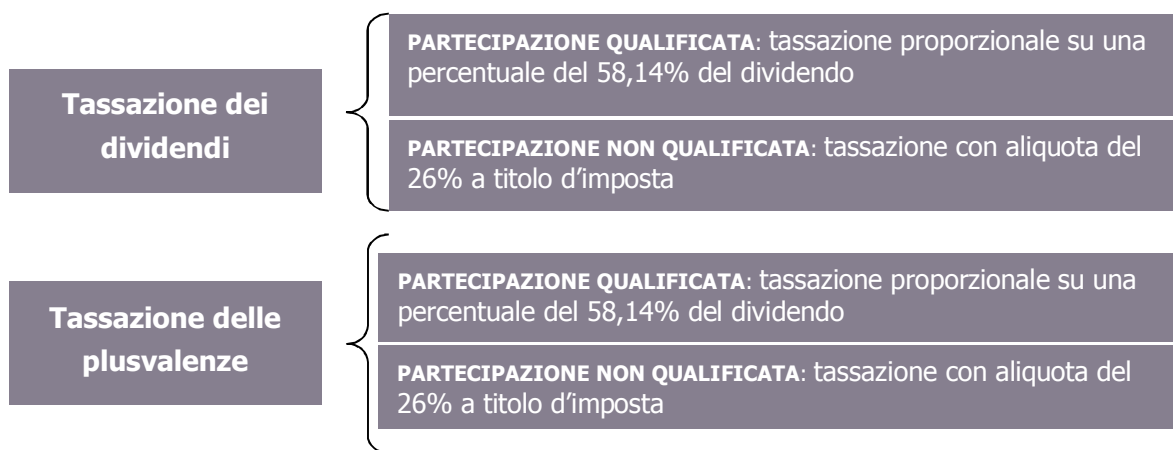 Tassazione dei
dividendi
PARTECIPAZIONE QUALIFICATA: tassazione proporzionale su una
percentuale del 58,14% del dividendo
PARTECIPAZIONE NON QUALIFICATA: tassazione con aliquota del
26% a titolo d’imposta
Tassazione delle
plusvalenze
PARTECIPAZIONE QUALIFICATA: tassazione proporzionale su una
percentuale del 58,14% del dividendo
PARTECIPAZIONE NON QUALIFICATA: tassazione con aliquota del
26% a titolo d’imposta